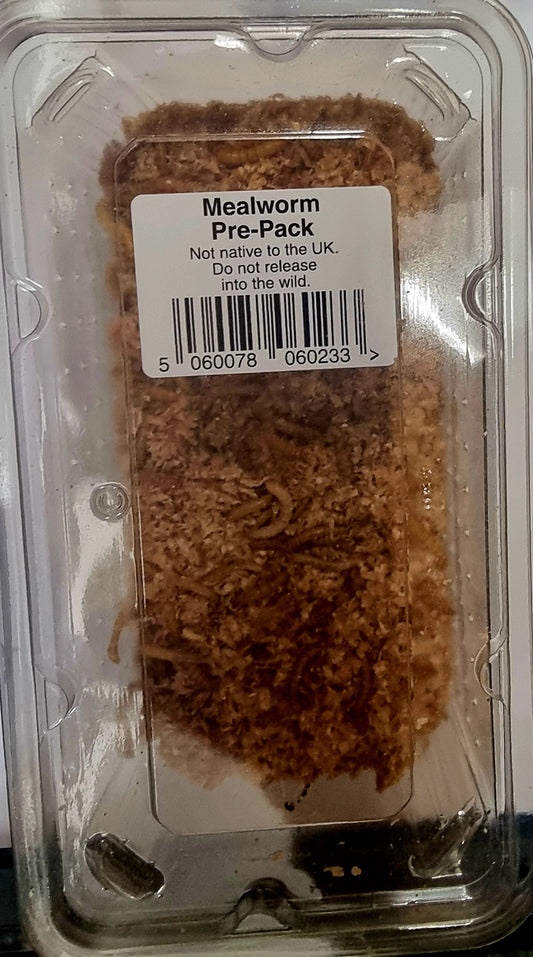 Mealworm
Pre-Pack
Not native to the UK.
Do not release
into the wild.
5 060078 060233 >